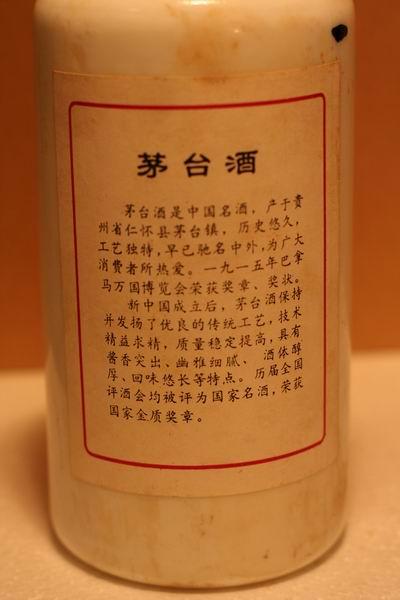 茅台酒
茅台酒是中国名酒，产于贵
州省仁怀县茅台镇，历史悠久，
工艺独特，早已驰名中外，为广大
消费者所热爱。一九一五年巴拿
马万国博览会荣获奖章、奖状。
新中国成立后，茅台酒保持
并发扬了优良的传统工艺，技术
精益求精，质量稳定提高，具有
酱香突出、幽雅细腻、酒体醇
厚、回味悠长等特点。历届全国
评酒会均被评为国家名酒，荣获
国家金质奖章。